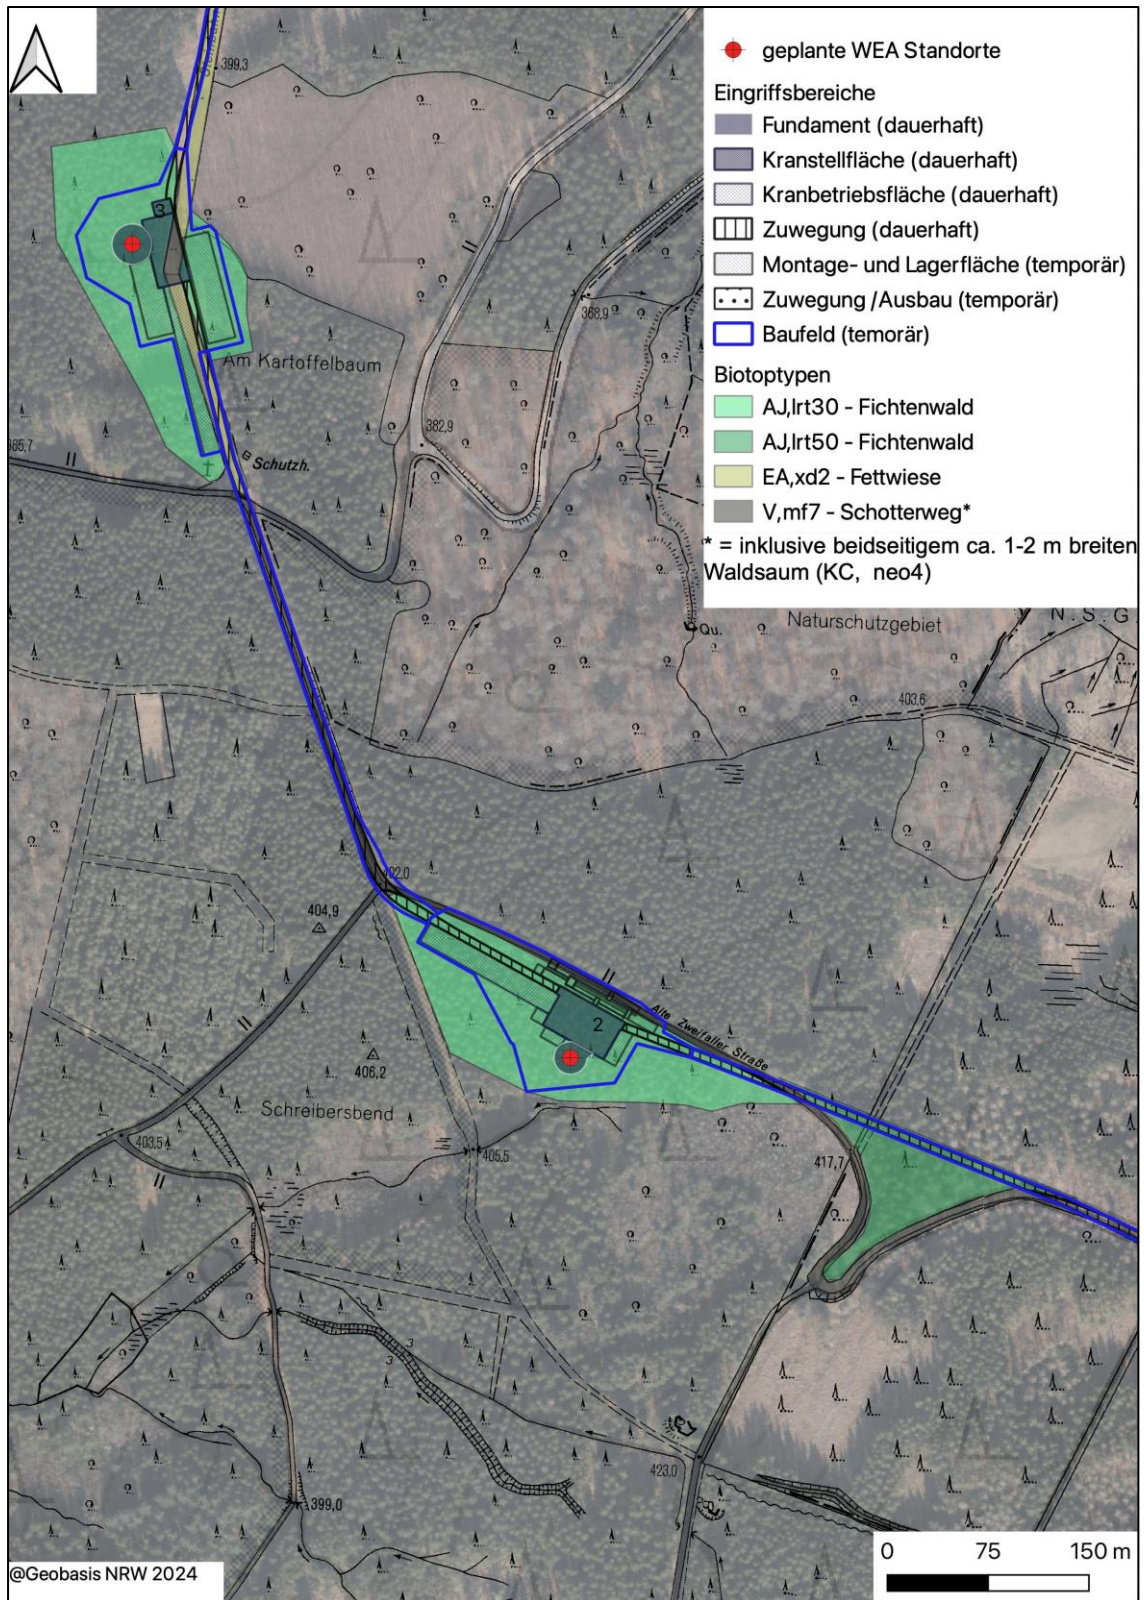 399,3
geplante WEA Standorte
Eingriffsbereiche
Fundament (dauerhaft)
Kranstellfläche (dauerhaft)
Kranbetriebsfläche (dauerhaft)
Zuwegung (dauerhaft)
Montage- und Lagerfläche (temporär)
Zuwegung /Ausbau (temporär)
Baufeld (temorär)
Biotoptypen
AJ,lrt30 - Fichtenwald
AJ,lrt50 - Fichtenwald
EA,xd2 - Fettwiese
V,mf7 - Schotterweg*
* = inklusive beidseitigem ca. 1-2 m breiten
Waldsaum (KC, neo4)
3
368,9
Am Kartoffelbaum
382,9
Schutzh.
Qu.
Naturschutzgebiet
N.S.G.
403,6
404,9
2
Alte Zweifaller Straße
406,2
Schreibersbend
403,5
405,5
417,7
3
3
423,0
399,0
@Geobasis NRW 2024
0 75 150 m